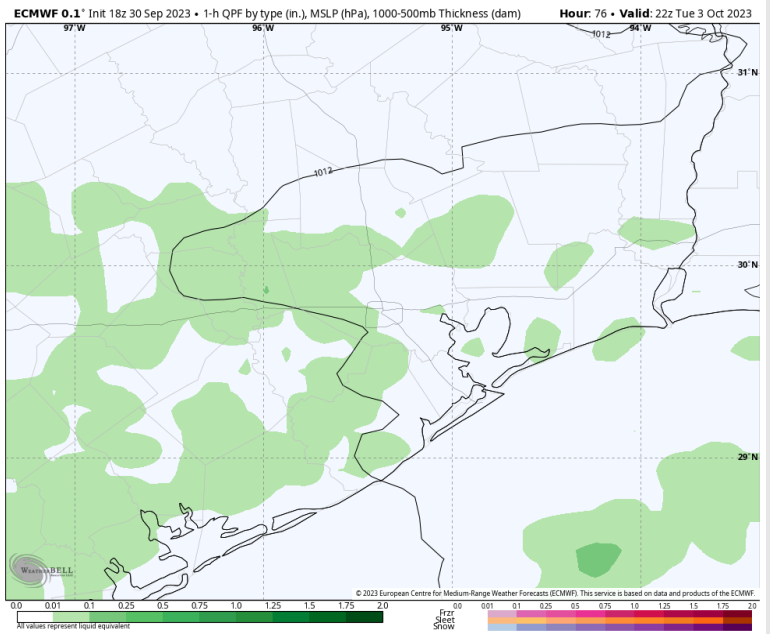 ECMWF 0.1° Init 18z 30 Sep 2023 • 1-h QPF by type (in.), MSLP (hPa), 1000-500mb Thickness (dam) Hour: 76 • Valid: 22z Tue 3 Oct 2023
97°W 96°W 95°W 94°W
1012
31°N
1012
30°N
29°N
WEATHERBELL
© 2023 European Centre for Medium-Range Weather Forecasts (ECMWF). This service is based on data and products of the ECMWF.
0.0 0.01 0.1 0.25 0.5 0.75 1.0 1.25 1.5 1.75 2.0 0.0 0.01 0.1 0.25 0.5 0.75 1.0 1.25 1.5 1.75 2.0
All values represent liquid equivalent
Frzr
Sleet
Snow